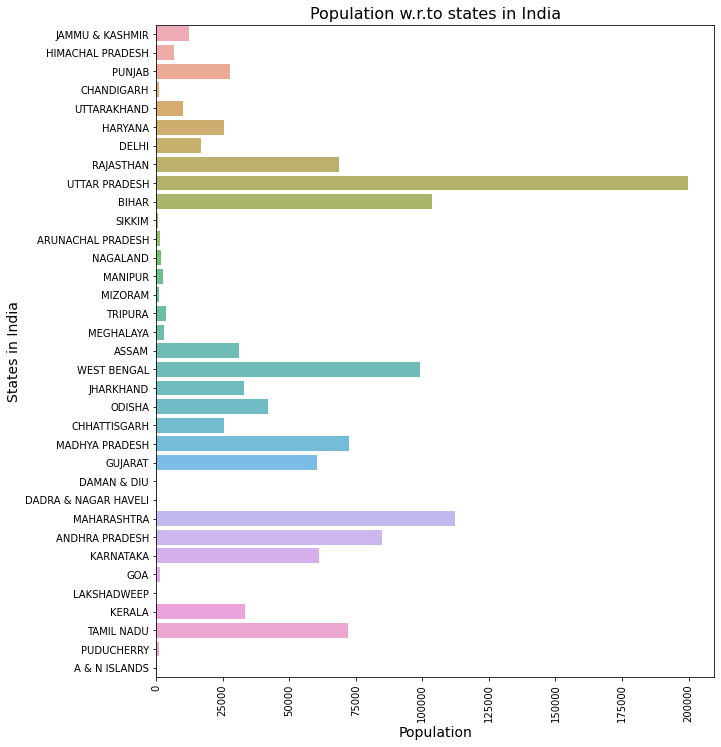 Population w.r.to states in India
JAMMU & KASHMIR
HIMACHAL PRADESH
PUNJAB
CHANDIGARH
UTTARAKHAND
HARYANA
DELHI
RAJASTHAN
UTTAR PRADESH
BIHAR
SIKKIM
ARUNACHAL PRADESH
NAGALAND
MANIPUR
MIZORAM
TRIPURA
MEGHALAYA
ASSAM
WEST BENGAL
JHARKHAND
ODISHA
CHHATTISGARH
MADHYA PRADESH
GUJARAT
DAMAN & DIU
DADRA & NAGAR HAVELI
MAHARASHTRA
ANDHRA PRADESH
KARNATAKA
GOA
LAKSHADWEEP
KERALA
TAMIL NADU
PUDUCHERRY
A & N ISLANDS
States in India
0
25000
50000
75000
100000
125000
150000
175000
200000
Population